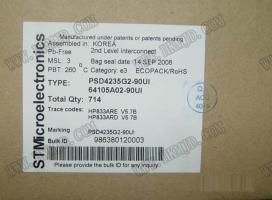 Manufactured under patents or patents pending
Assembled in: KOREA
Pb-Free 2nd Level Interconnect
MSL: 3 Bag seal date: 14 SEP 2008
PBT: 260 °C Category: e3 ECOPACK/RoHS
TYPE: PSD4235G2-90UI
64105A02-90UI
Total Qty: 714
Trace codes: HP833ARE V5 7B
HP833ARD V5 7B
Marking PSD4235G2-90UI
Bulk ID 986380120003
Please provide the bulk ID for any inquiry
STMicroelectronics